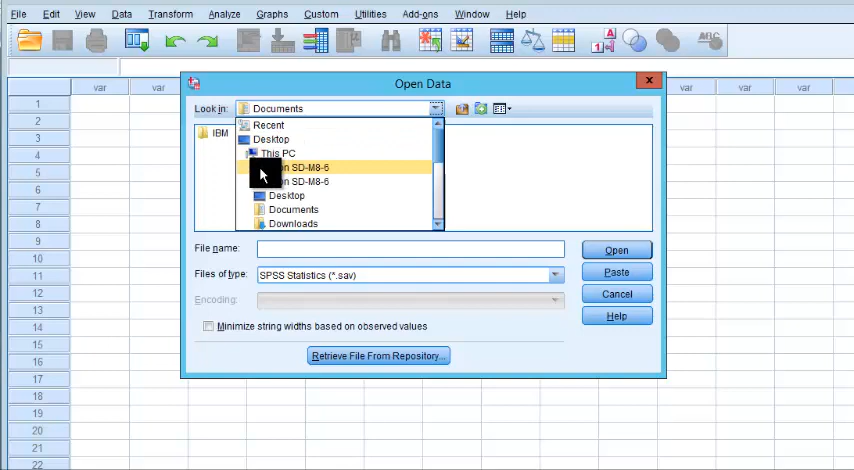 File Edit View Data Transform Analyze Graphs Custom Utilities Add-ons Window Help
A
1
ABC
var var var var
Open Data
x
1
2
3
4
5
6
7
8
9
10
11
12
13
14
15
16
17
18
19
20
21
22
Look in: Documents
IBM
Recent
Desktop
This PC
on SD-M8-6
on SD-M8-6
Desktop
Documents
Downloads
File name:
Open
Files of type: SPSS Statistics (*.sav)
Paste
Encoding:
Cancel
Minimize string widths based on observed values
Help
Retrieve File From Repository...